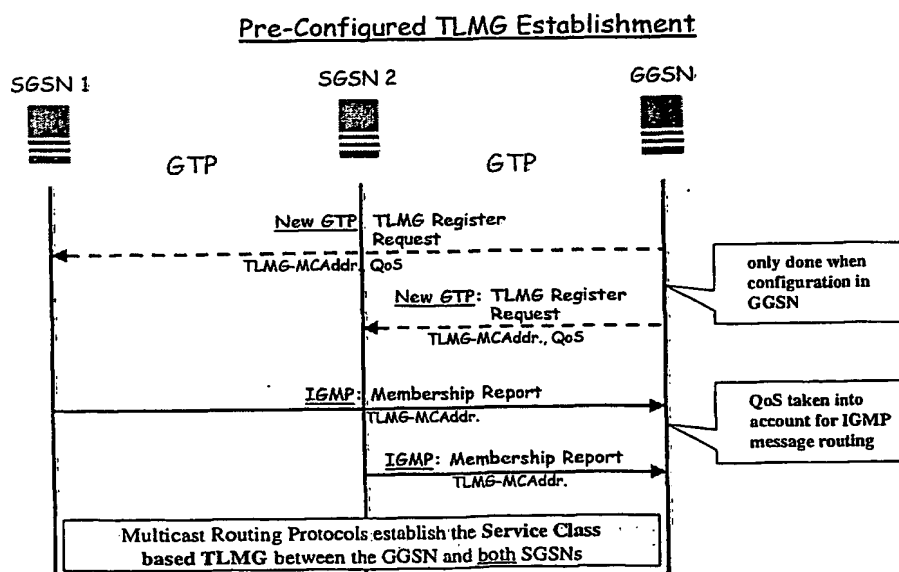 Pre-Configured TLMG Establishment
SGSN 1
SGSN 2
GGSN
GTP
GTP
New GTP TLMG Register
Request
TLMG-MCAddr. QoS
only done when
configuration in
GGSN
New GTP: TLMG Register
Request
TLMG-MCAddr., QoS
IGMP: Membership Report
TLMG-MCAddr.
QoS taken into
account for IGMP
message routing
IGMP: Membership Report
TLMG-MCAddr.
Multicast Routing Protocols establish the Service Class
based TLMG between the GGSN and both SGSNs